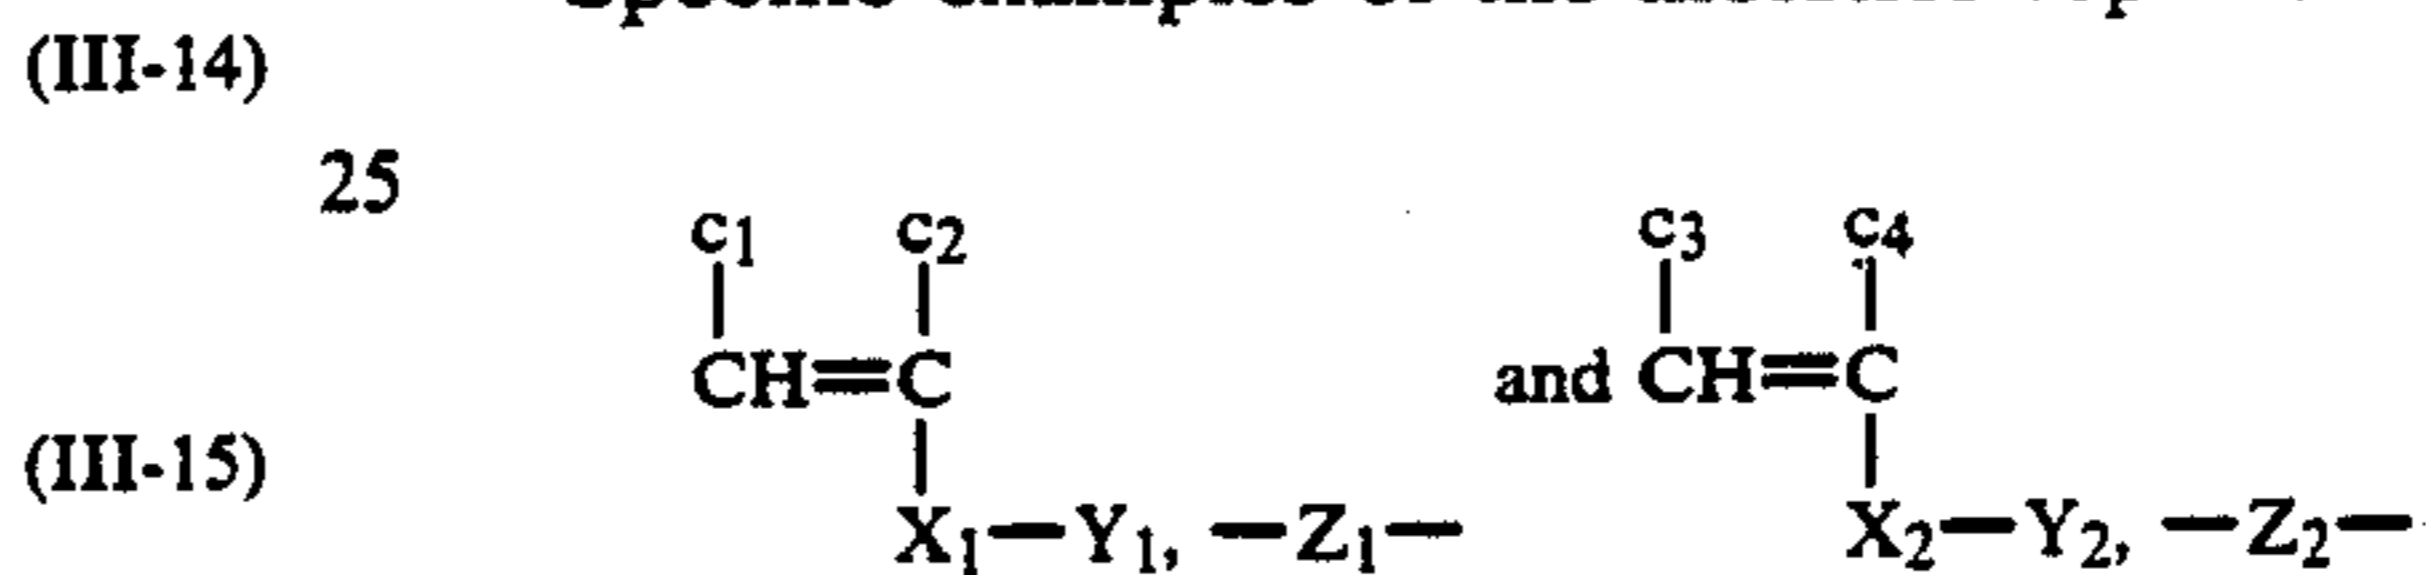 (III-14)
25
c1 c2 c3 c4
CH=C and CH=C
(III-15)
X1—Y1, —Z1— X2—Y2, —Z2—